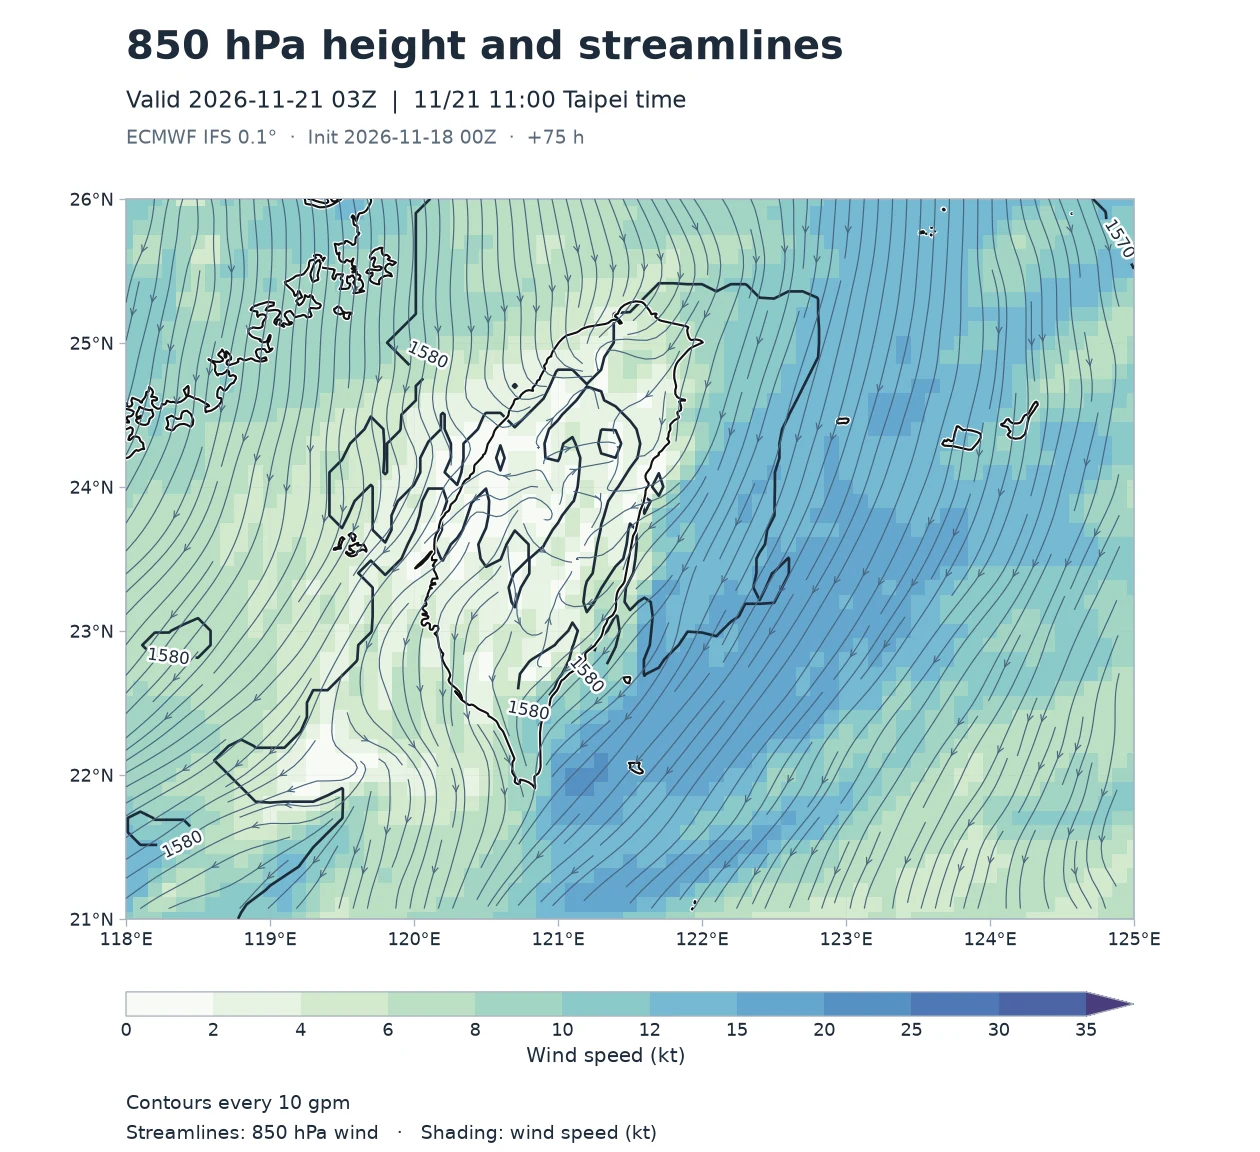 850 hPa height and streamlines
Valid 2026-11-21 03Z | 11/21 11:00 Taipei time
ECMWF IFS 0.1° · Init 2026-11-18 00Z · +75 h
26°N
25°N
24°N
23°N
22°N
21°N
1570
1580
1580
1580
1580
1580
118°E 119°E 120°E 121°E 122°E 123°E 124°E 125°E
0 2 4 6 8 10 12 15 20 25 30 35
Wind speed (kt)
Contours every 10 gpm
Streamlines: 850 hPa wind · Shading: wind speed (kt)